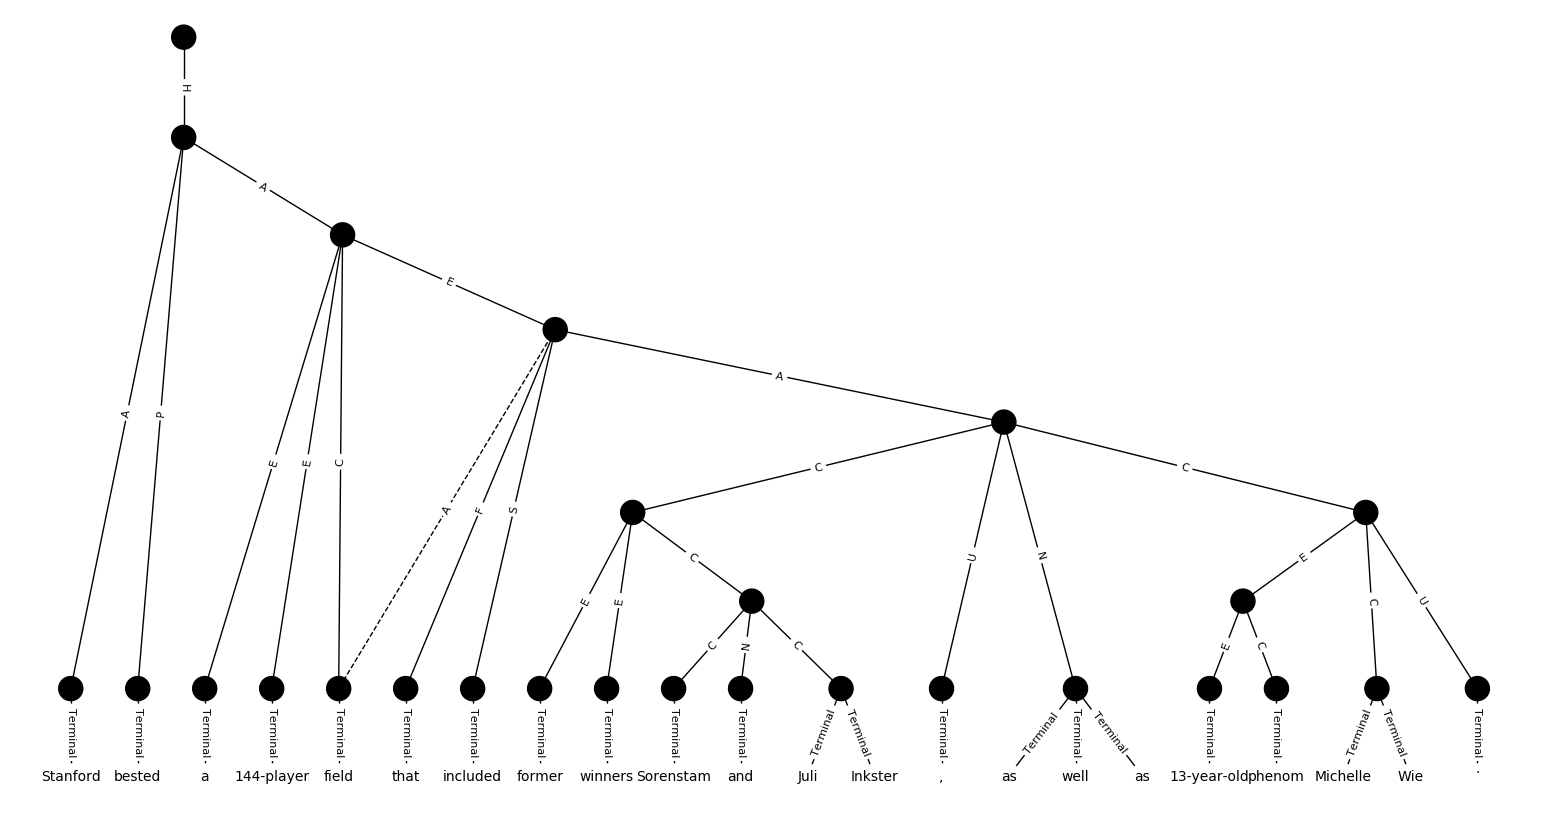 H
A
E
A
P
E
E
C
A
C
C
A
F
S
U
N
E
C
E
E
C
U
C
N
C
E
C
Terminal Terminal Terminal Terminal Terminal Terminal Terminal Terminal Terminal Terminal Terminal Terminal Terminal Terminal Terminal Terminal Terminal Terminal Terminal Terminal Terminal Terminal
Stanford bested a 144-player field that included former winners Sorenstam and Juli Inkster , as well as 13-year-old phenom Michelle Wie .